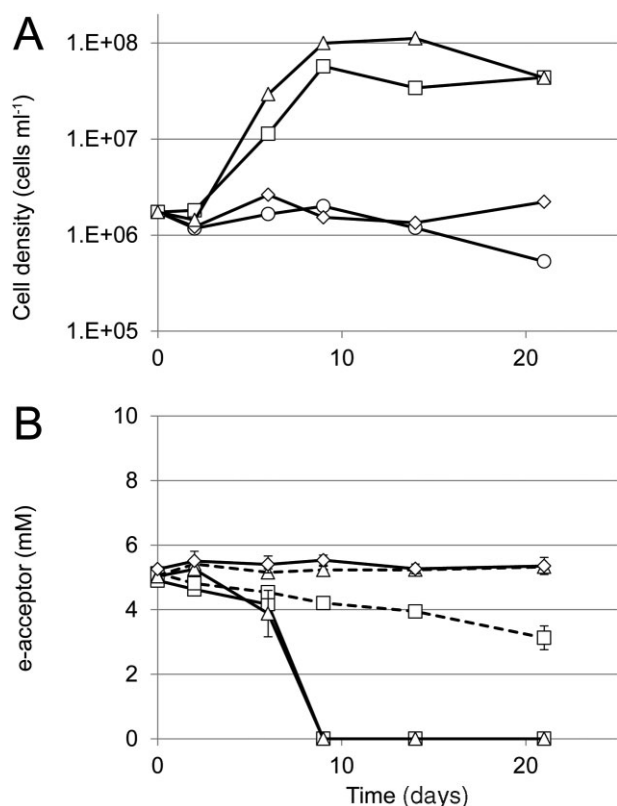 A
Cell density (cells ml⁻¹)
1.E+08
1.E+07
1.E+06
1.E+05
0 10 20
B
e-acceptor (mM)
10
8
6
4
2
0
0 10 20
Time (days)